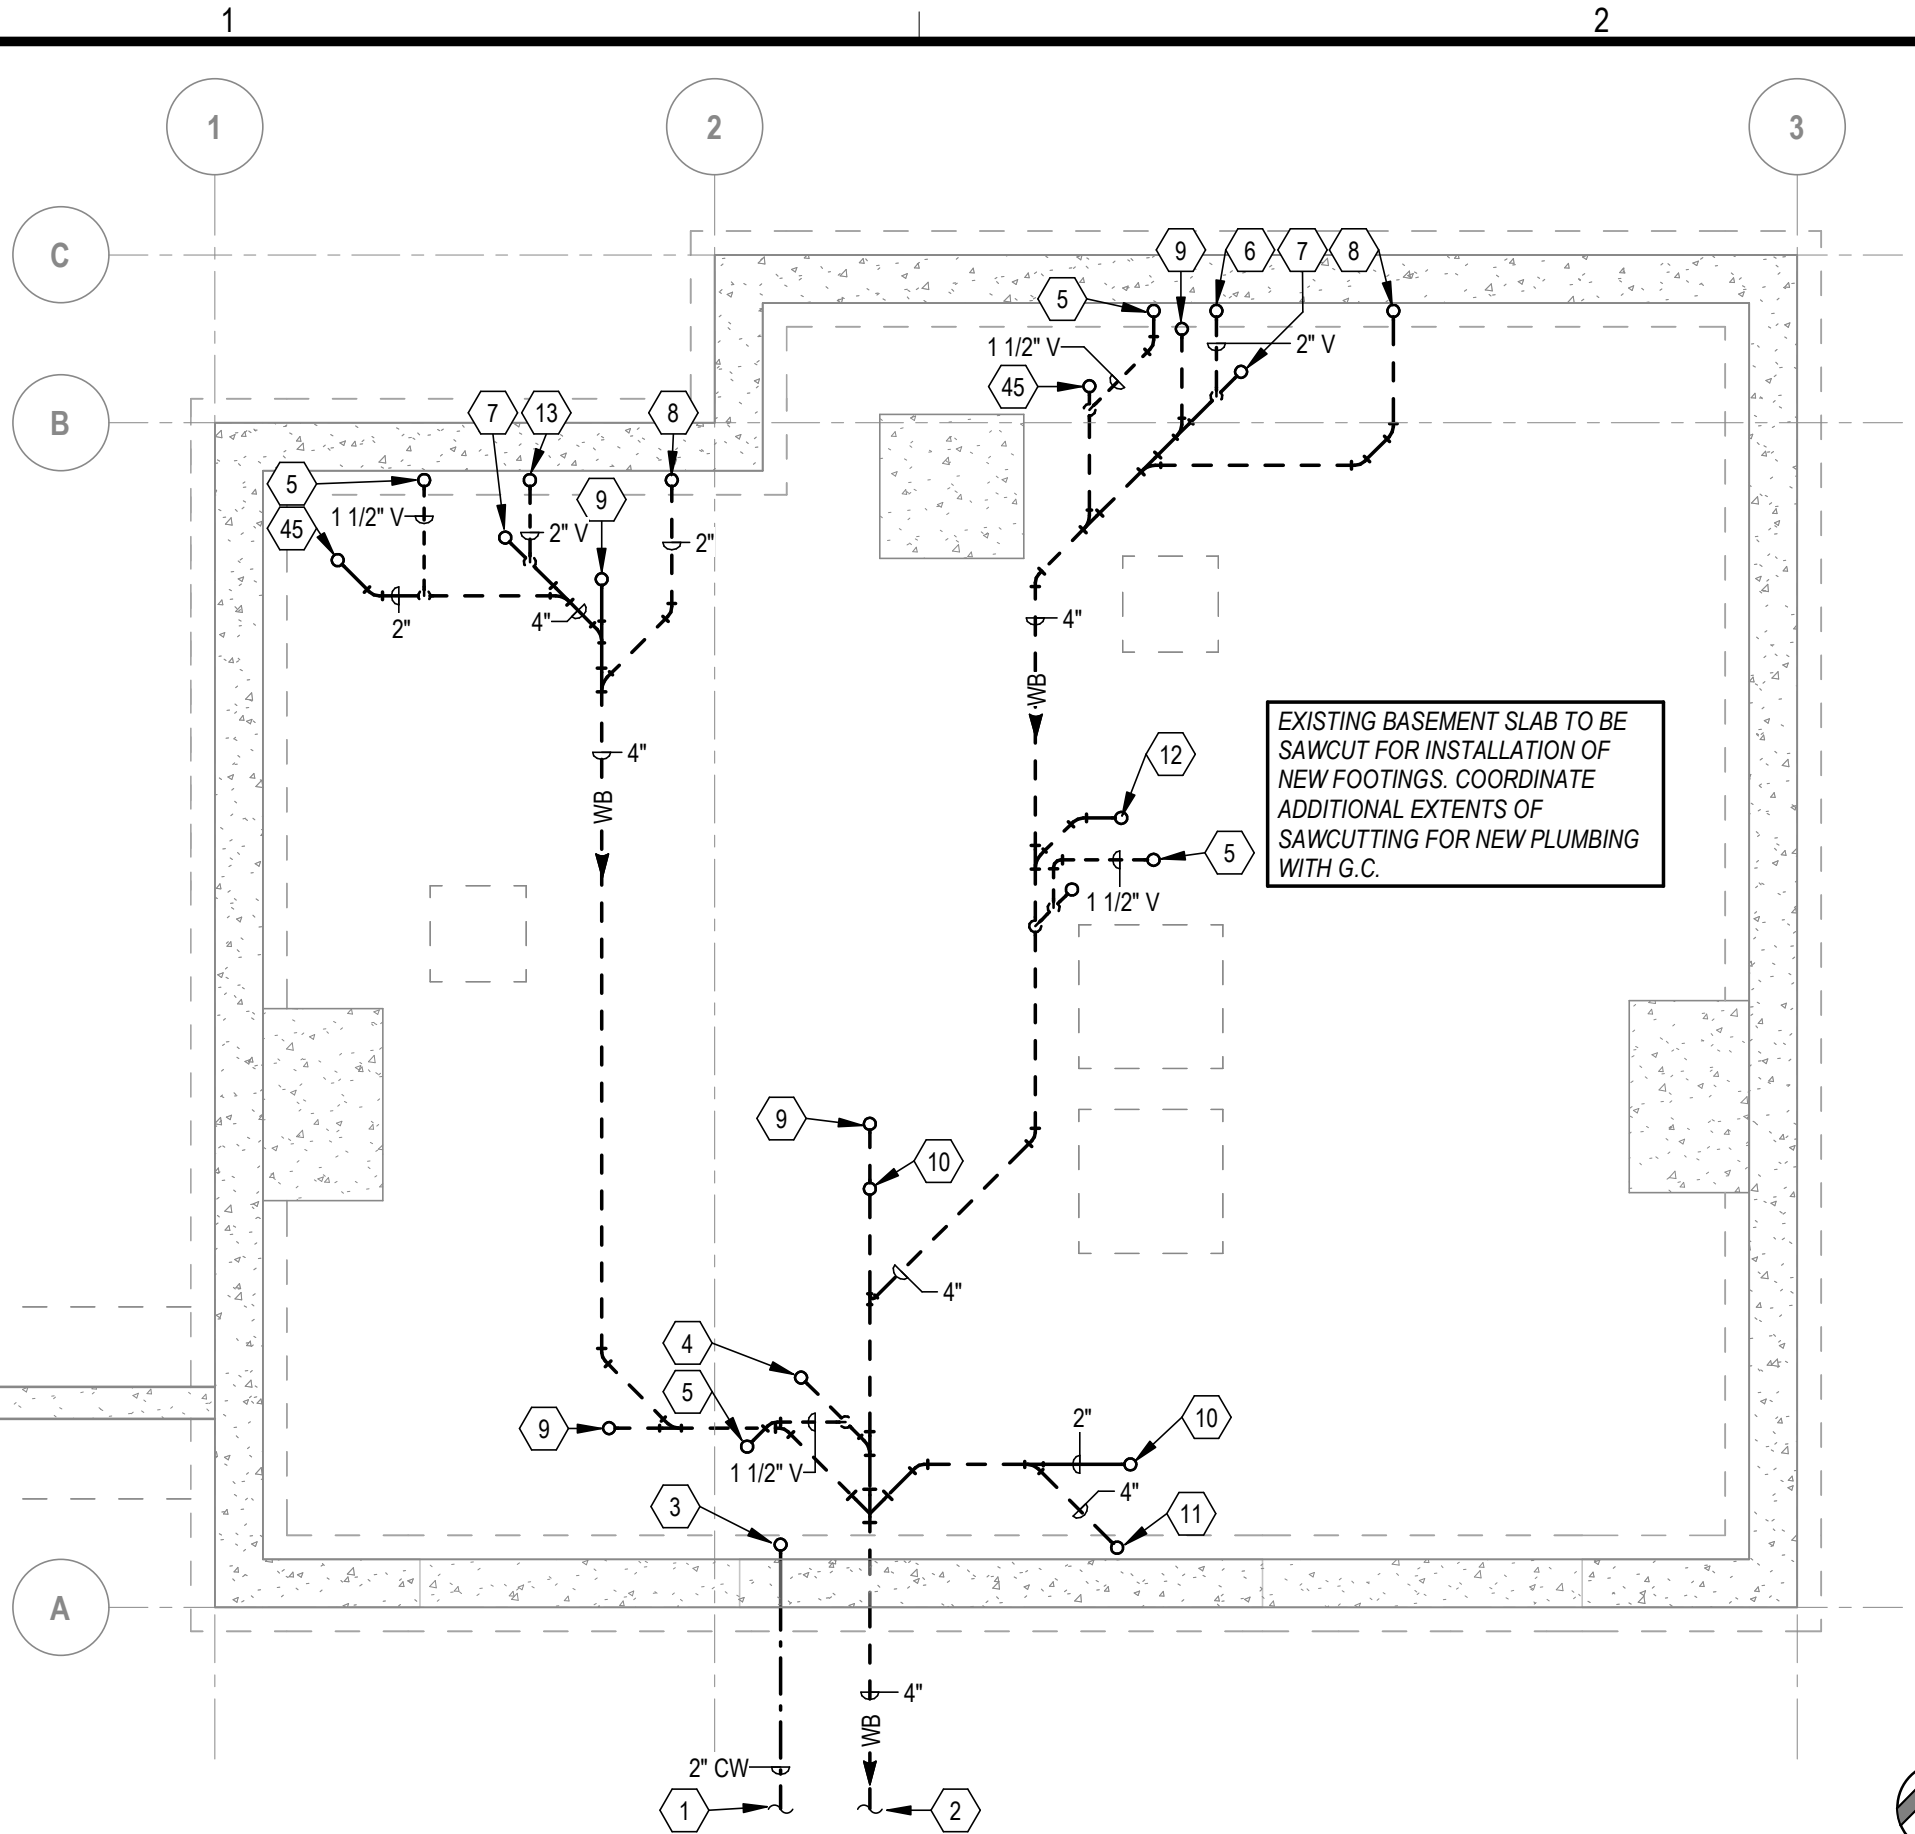 1
2
1
2
3
C
9
6
7
8
5
1 1/2" V
2" V
45
B
7
13
8
5
9
45
1 1/2" V
2" V
2"
4"
2"
4"
WB
4"
WB
EXISTING BASEMENT SLAB TO BE
SAWCUT FOR INSTALLATION OF
NEW FOOTINGS. COORDINATE
ADDITIONAL EXTENTS OF
SAWCUTTING FOR NEW PLUMBING
WITH G.C.
12
5
1 1/2" V
9
10
4"
4
5
9
1 1/2" V
2"
10
4"
3
11
A
4"
WB
2" CW
1
2